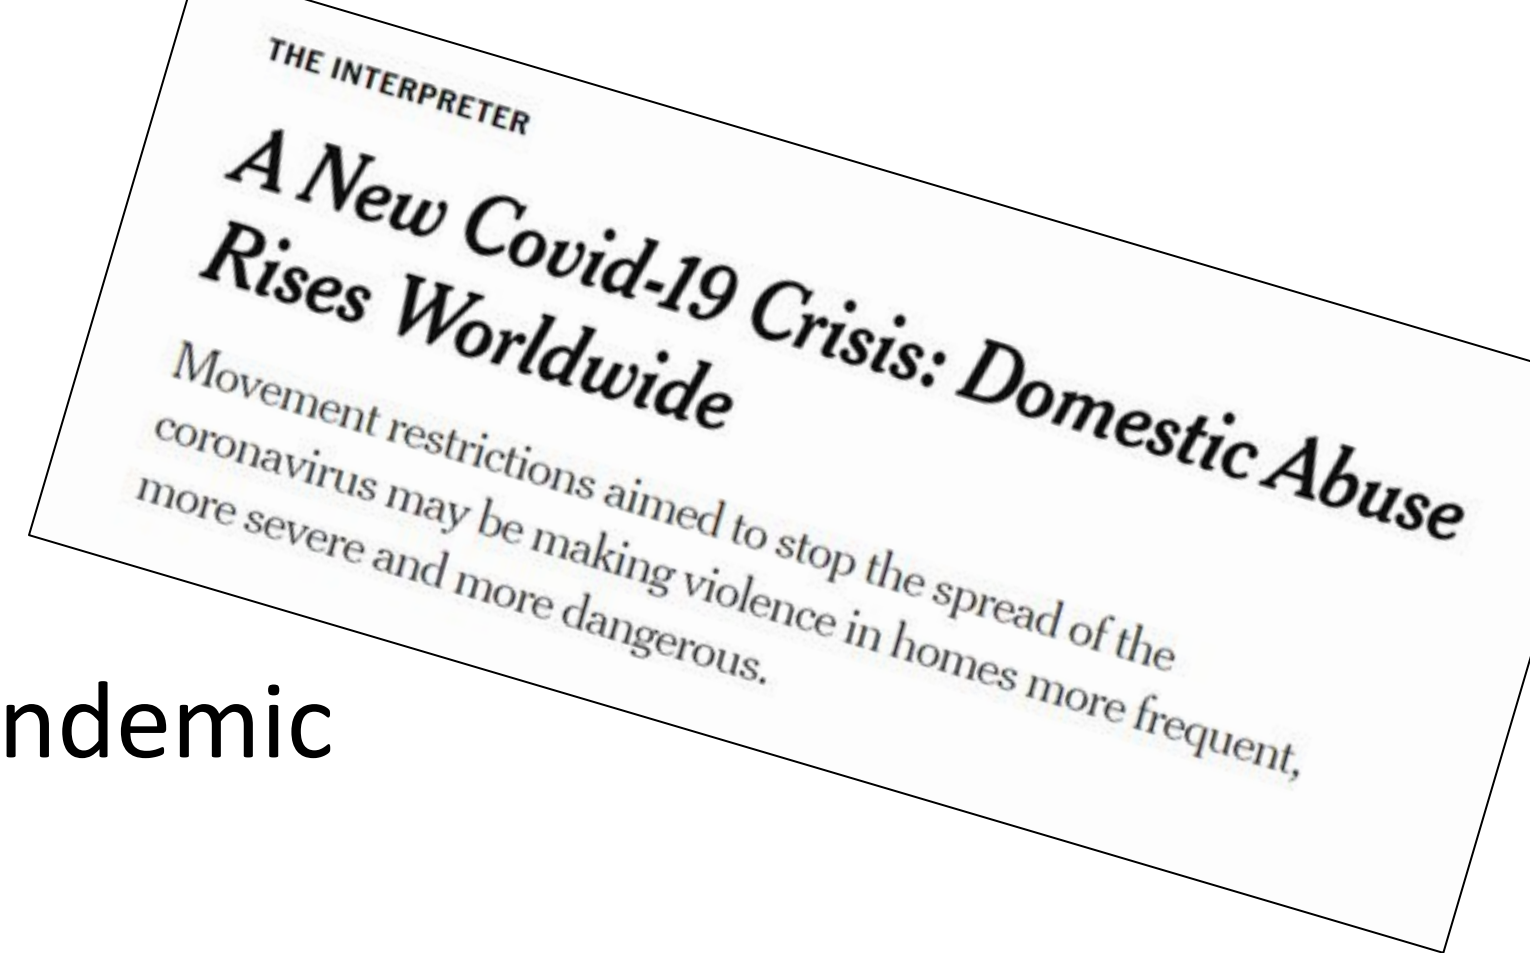 THE INTERPRETER
A New Covid-19 Crisis: Domestic Abuse
Rises Worldwide
Movement restrictions aimed to stop the spread of the
coronavirus may be making violence in homes more frequent,
more severe and more dangerous.
ndemic